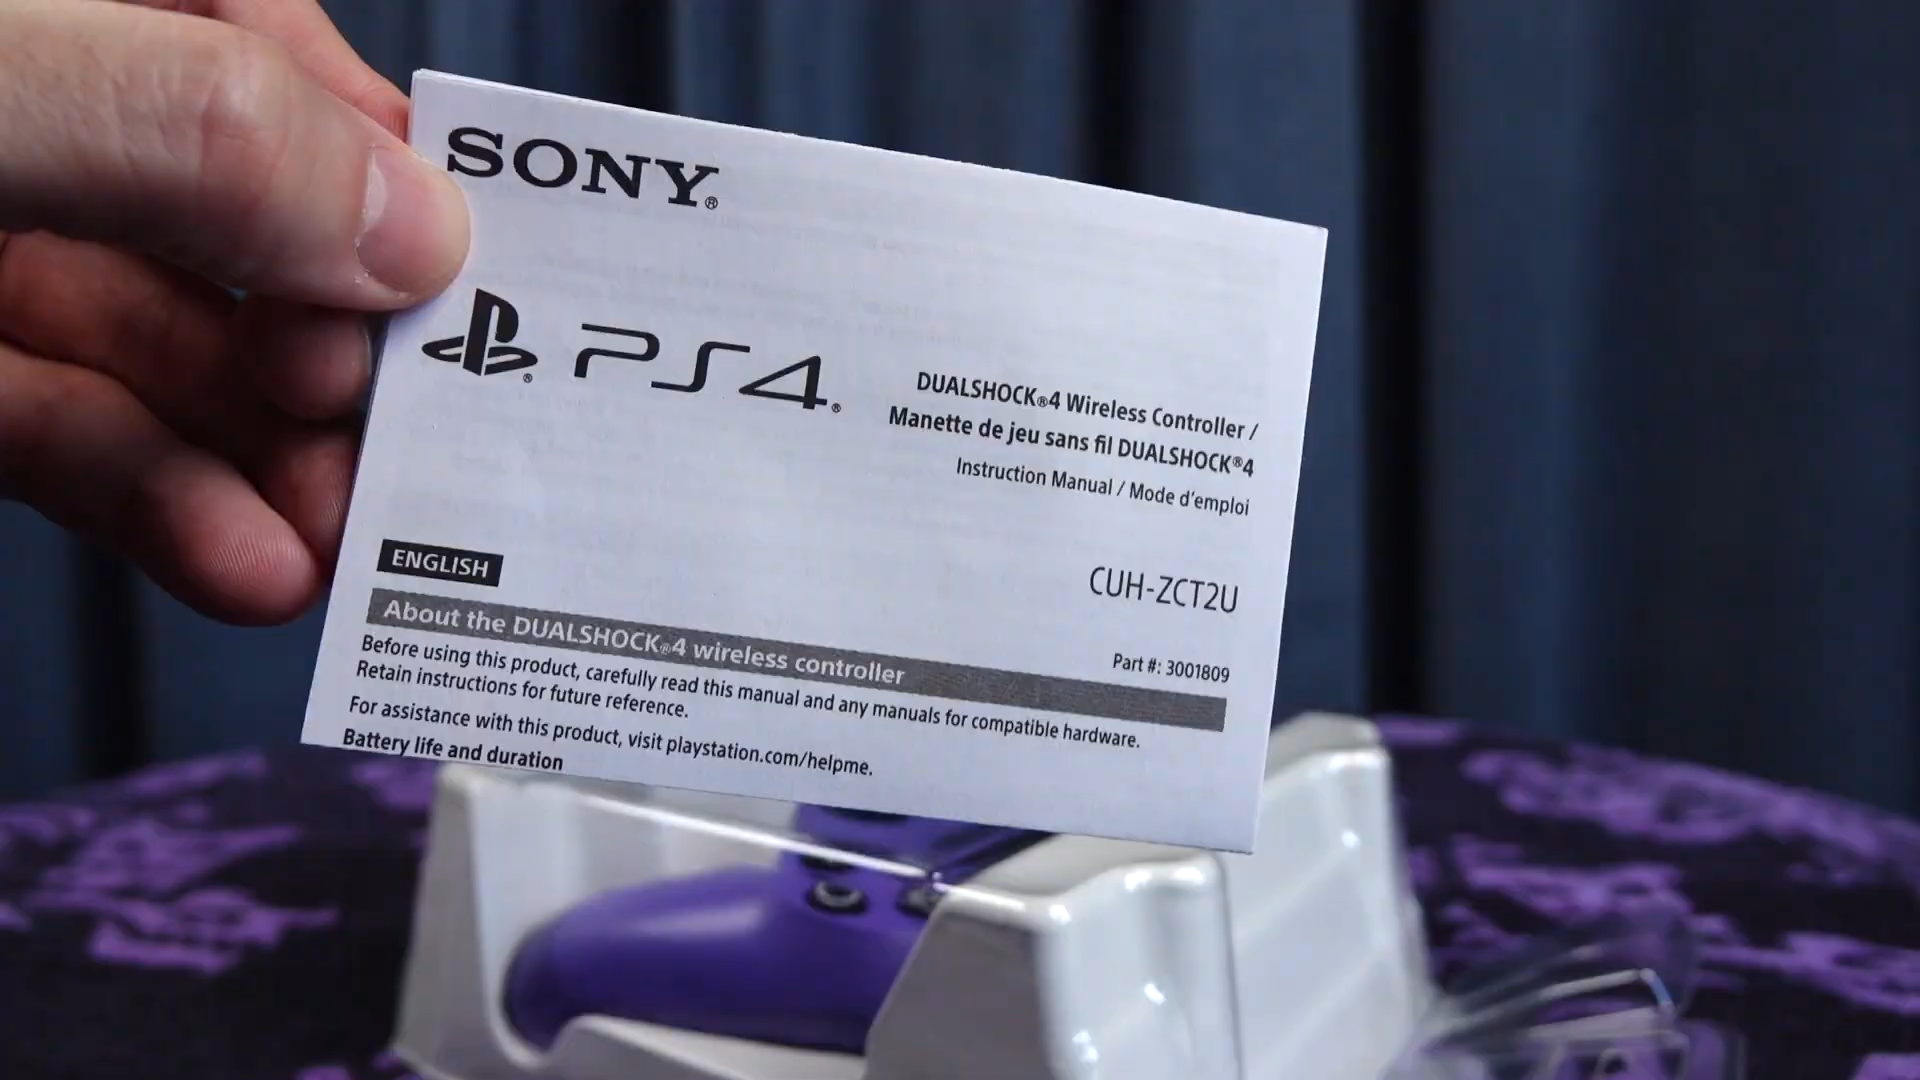 SONY®
PS4®
DUALSHOCK®4 Wireless Controller /
Manette de jeu sans fil DUALSHOCK®4
Instruction Manual / Mode d'emploi
CUH-ZCT2U
Part #: 3001809
ENGLISH
About the DUALSHOCK®4 wireless controller
Before using this product, carefully read this manual and any manuals for compatible hardware.
Retain instructions for future reference.
For assistance with this product, visit playstation.com/helpme.
Battery life and duration